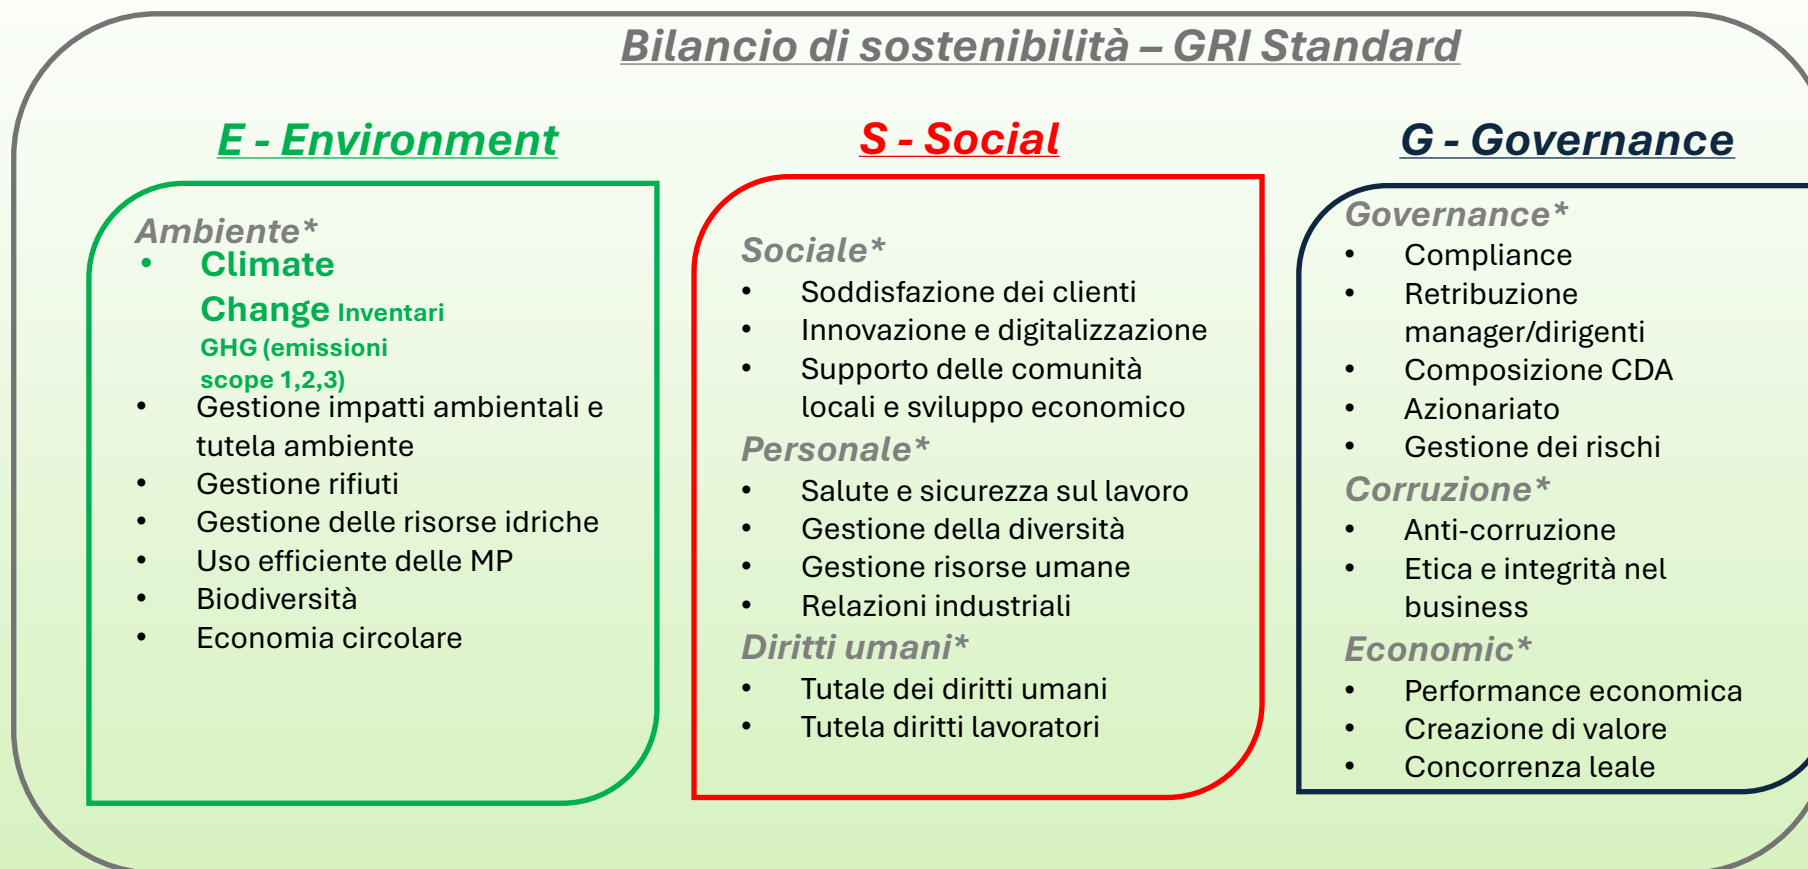 Bilancio di sostenibilità – GRI Standard
E - Environment
Ambiente*
• Climate
Change Inventari
GHG (emissioni
scope 1,2,3)
• Gestione impatti ambientali e
tutela ambiente
• Gestione rifiuti
• Gestione delle risorse idriche
• Uso efficiente delle MP
• Biodiversità
• Economia circolare
S - Social
Sociale*
• Soddisfazione dei clienti
• Innovazione e digitalizzazione
• Supporto delle comunità
locali e sviluppo economico
Personale*
• Salute e sicurezza sul lavoro
• Gestione della diversità
• Gestione risorse umane
• Relazioni industriali
Diritti umani*
• Tutale dei diritti umani
• Tutela diritti lavoratori
G - Governance
Governance*
• Compliance
• Retribuzione
manager/dirigenti
• Composizione CDA
• Azionariato
• Gestione dei rischi
Corruzione*
• Anti-corruzione
• Etica e integrità nel
business
Economic*
• Performance economica
• Creazione di valore
• Concorrenza leale